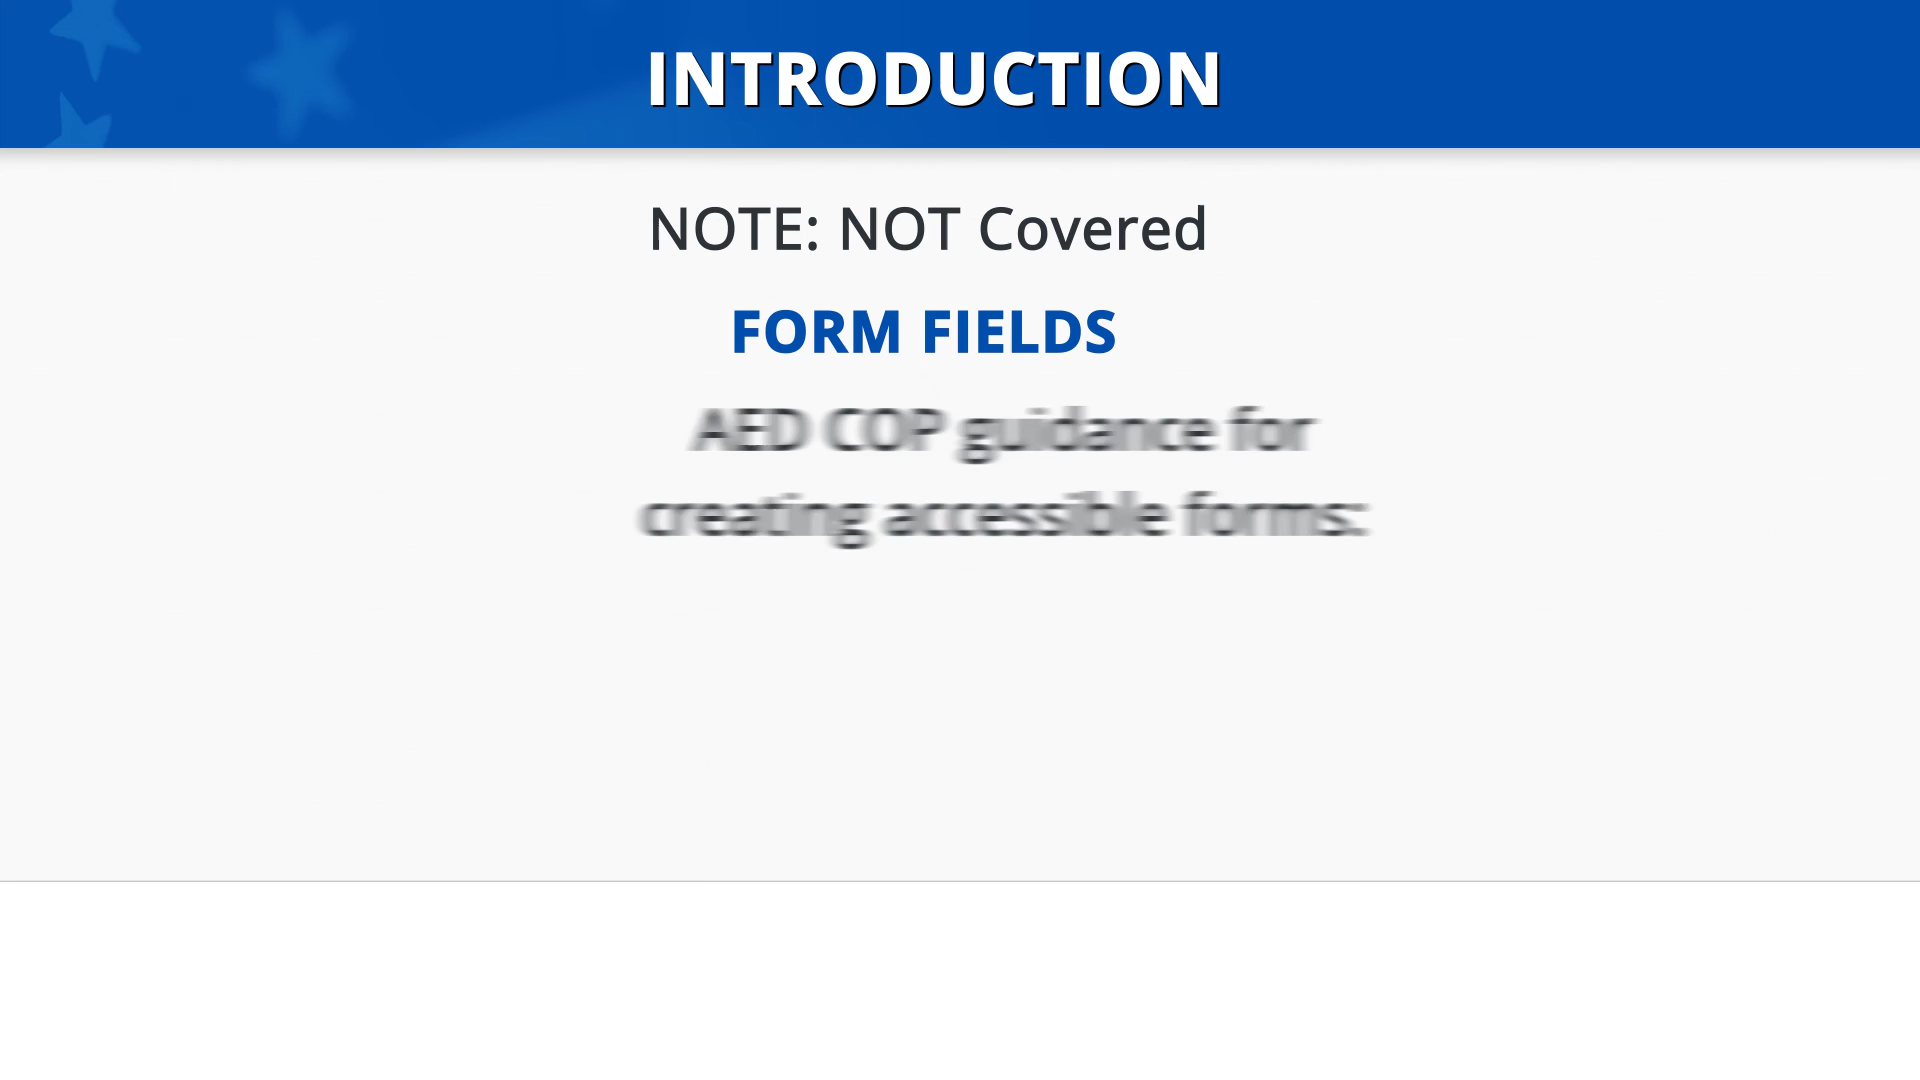 INTRODUCTION
NOTE: NOT Covered
FORM FIELDS
AED COP guidance for
creating accessible forms: